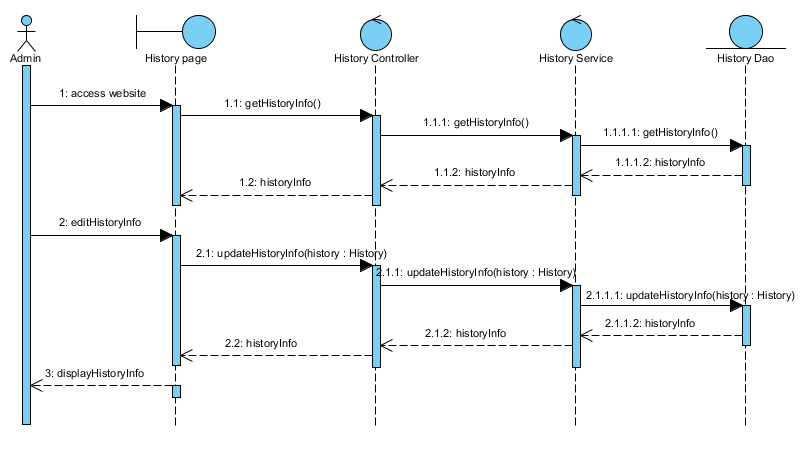 Admin
History page
History Controller
History Service
History Dao
1: access website
1.1: getHistoryInfo()
1.1.1: getHistoryInfo()
1.1.1.1: getHistoryInfo()
1.1.1.2: historyInfo
1.1.2: historyInfo
1.2: historyInfo
2: editHistoryInfo
2.1: updateHistoryInfo(history : History)
2.1.1: updateHistoryInfo(history : History)
2.1.1.1: updateHistoryInfo(history : History)
2.1.1.2: historyInfo
2.1.2: historyInfo
2.2: historyInfo
3: displayHistoryInfo